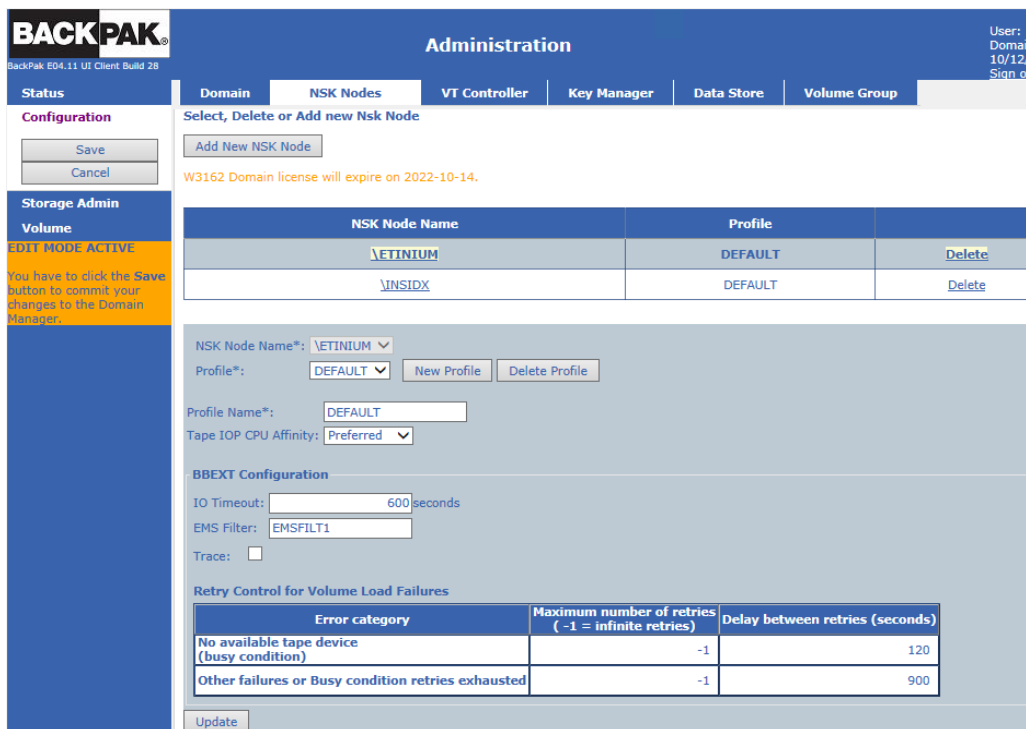 BACKPAK®
BackPak E04.11 UI Client Build 28
Administration
User:
Domai
10/12/
Sign o
Status
Domain NSK Nodes VT Controller Key Manager Data Store Volume Group
Configuration
Save
Cancel
Storage Admin
Volume
EDIT MODE ACTIVE
You have to click the Save
button to commit your
changes to the Domain
Manager.
Select, Delete or Add new Nsk Node
Add New NSK Node
W3162 Domain license will expire on 2022-10-14.
NSK Node Name Profile
\ETINIUM DEFAULT Delete
\INSIDX DEFAULT Delete
NSK Node Name*: \ETINIUM
Profile*: DEFAULT New Profile Delete Profile
Profile Name*: DEFAULT
Tape IOP CPU Affinity: Preferred
BBEXT Configuration
IO Timeout: 600 seconds
EMS Filter: EMSFILT1
Trace:
Retry Control for Volume Load Failures
Error category Maximum number of retries Delay between retries (seconds)
( -1 = infinite retries)
No available tape device -1 120
(busy condition)
Other failures or Busy condition retries exhausted -1 900
Update